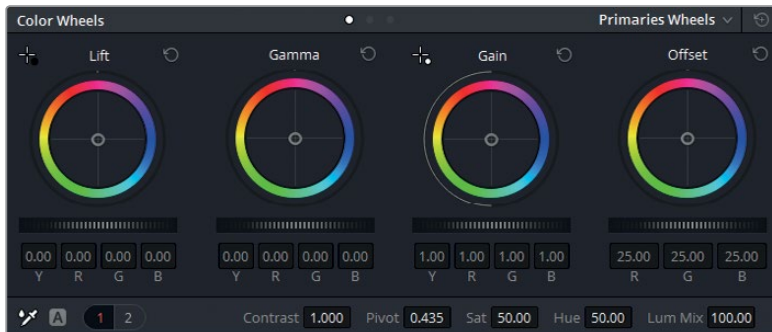 Color Wheels Primaries Wheels
Lift Gamma Gain Offset
0.00 0.00 0.00 0.00 0.00 0.00 0.00 0.00 1.00 1.00 1.00 1.00 25.00 25.00 25.00
Y R G B Y R G B Y R G B R G B
A 1 2 Contrast 1.000 Pivot 0.435 Sat 50.00 Hue 50.00 Lum Mix 100.00